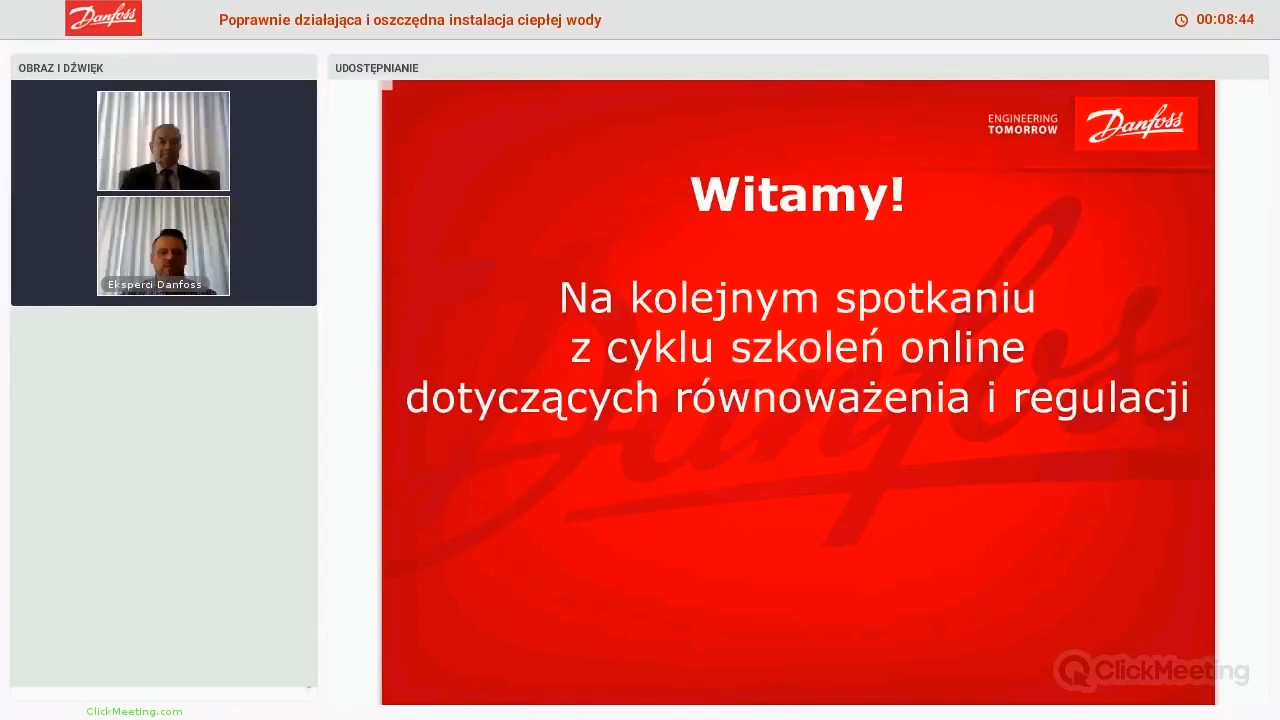 Danfoss
Poprawnie działająca i oszczędna instalacja ciepłej wody
00:08:44
OBRAZ I DŹWIĘK
Eksperci Danfoss
UDOSTĘPNIANIE
ENGINEERING
TOMORROW
Danfoss
Witamy!
Na kolejnym spotkaniu
z cyklu szkoleń online
dotyczących równoważenia i regulacji
Danfoss
ClickMeeting
ClickMeeting.com